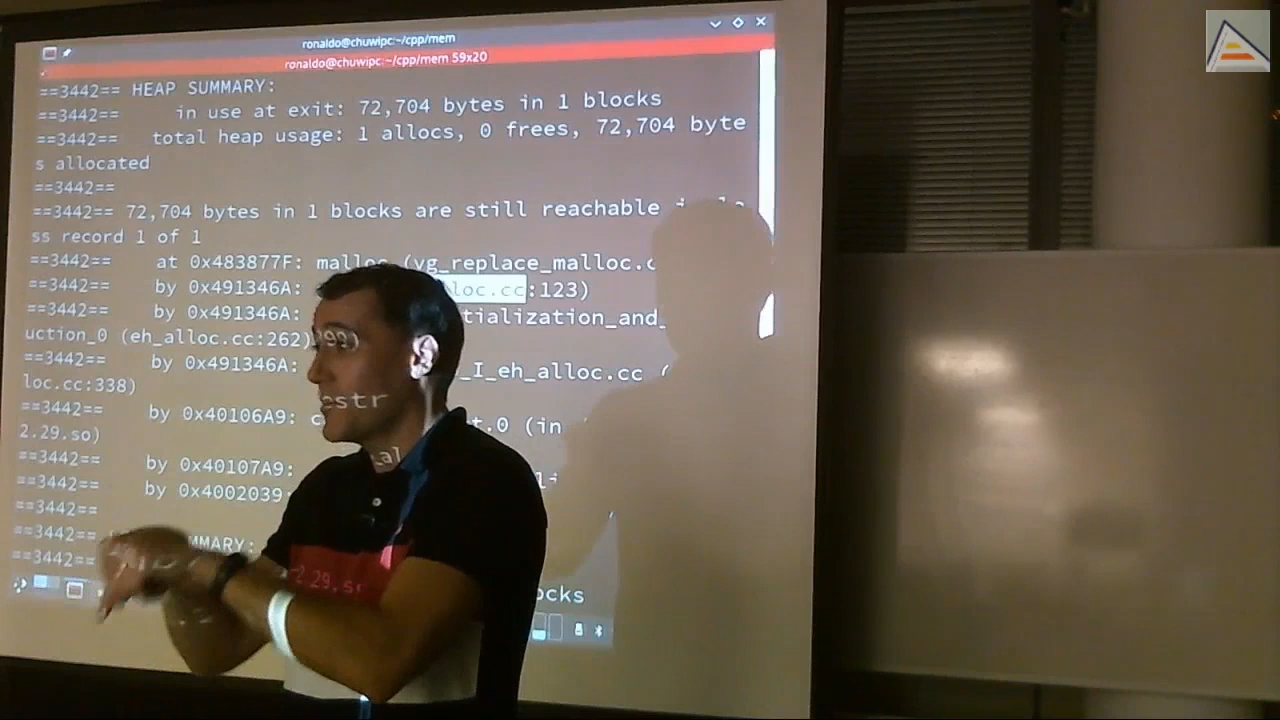 ronaldo@chuwipc:~/cpp/mem
ronaldo@chuwipc:~/cpp/mem 59x20
==3442== HEAP SUMMARY:
==3442== in use at exit: 72,704 bytes in 1 blocks
==3442== total heap usage: 1 allocs, 0 frees, 72,704 byte
s allocated
==3442==
==3442== 72,704 bytes in 1 blocks are still reachable
ss record 1 of 1
==3442== at 0x483877F: malloc (vg_replace_malloc.c
==3442== by 0x491346A: lloc.cc:123)
==3442== by 0x491346A: tialization_and_
uction_0 (eh_alloc.cc:262)
==3442== by 0x491346A: _I_eh_alloc.cc (
loc.cc:338)
==3442== by 0x40106A9: c t.0 (in
2.29.so)
==3442== by 0x40107A9:
==3442== by 0x4002039:
==3442==
==3442== MMARY:
==3442== ocks